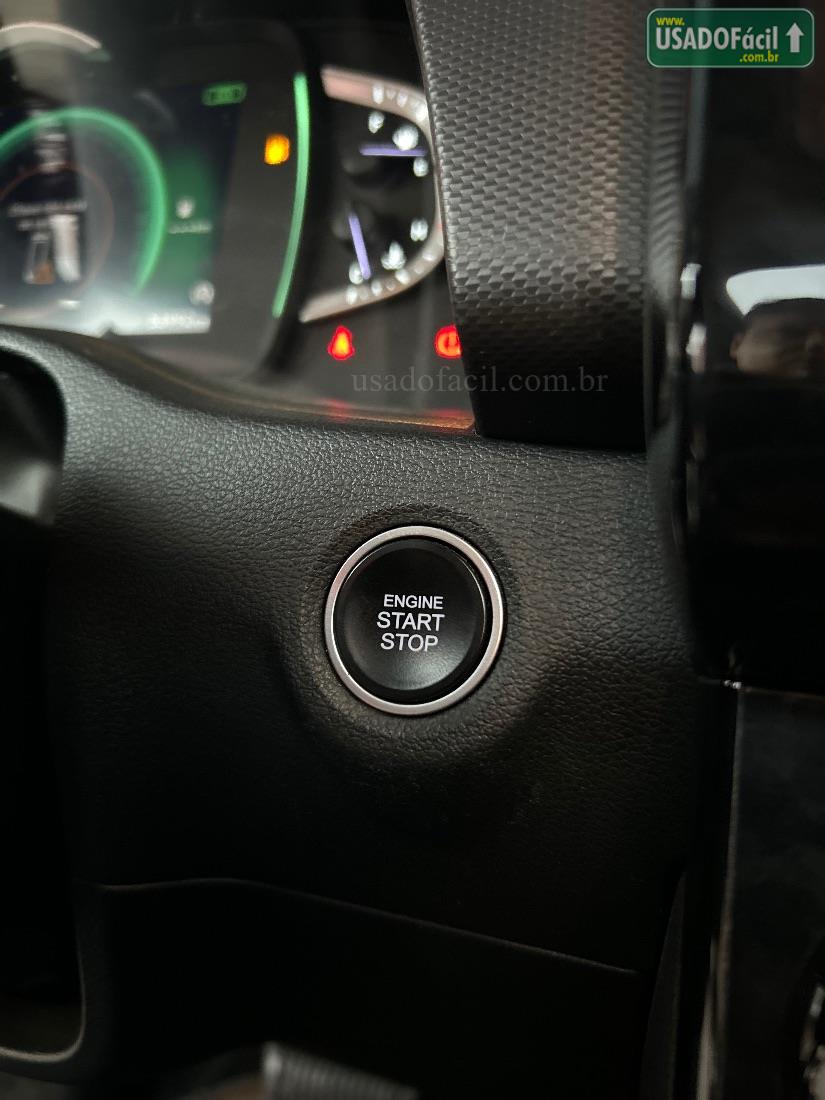 www.
USADOFácil
.com.br
F
E
H
C
usadofacil.com.br
ENGINE
START
STOP